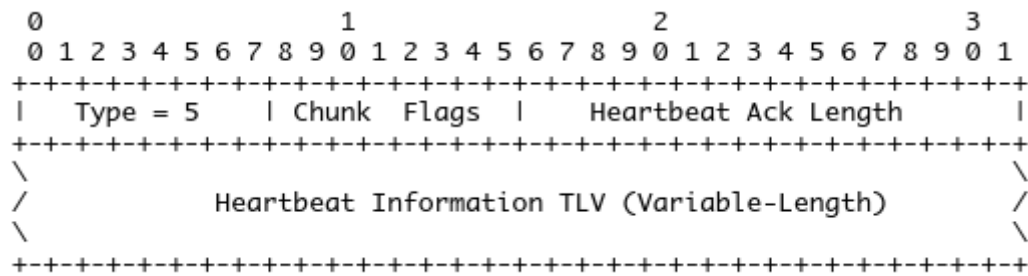 0                   1                   2                   3
 0 1 2 3 4 5 6 7 8 9 0 1 2 3 4 5 6 7 8 9 0 1 2 3 4 5 6 7 8 9 0 1
+-+-+-+-+-+-+-+-+-+-+-+-+-+-+-+-+-+-+-+-+-+-+-+-+-+-+-+-+-+-+-+-+
|   Type = 5    | Chunk  Flags  |    Heartbeat Ack Length       |
+-+-+-+-+-+-+-+-+-+-+-+-+-+-+-+-+-+-+-+-+-+-+-+-+-+-+-+-+-+-+-+-+
\                                                               \
/            Heartbeat Information TLV (Variable-Length)        /
\                                                               \
+-+-+-+-+-+-+-+-+-+-+-+-+-+-+-+-+-+-+-+-+-+-+-+-+-+-+-+-+-+-+-+-+